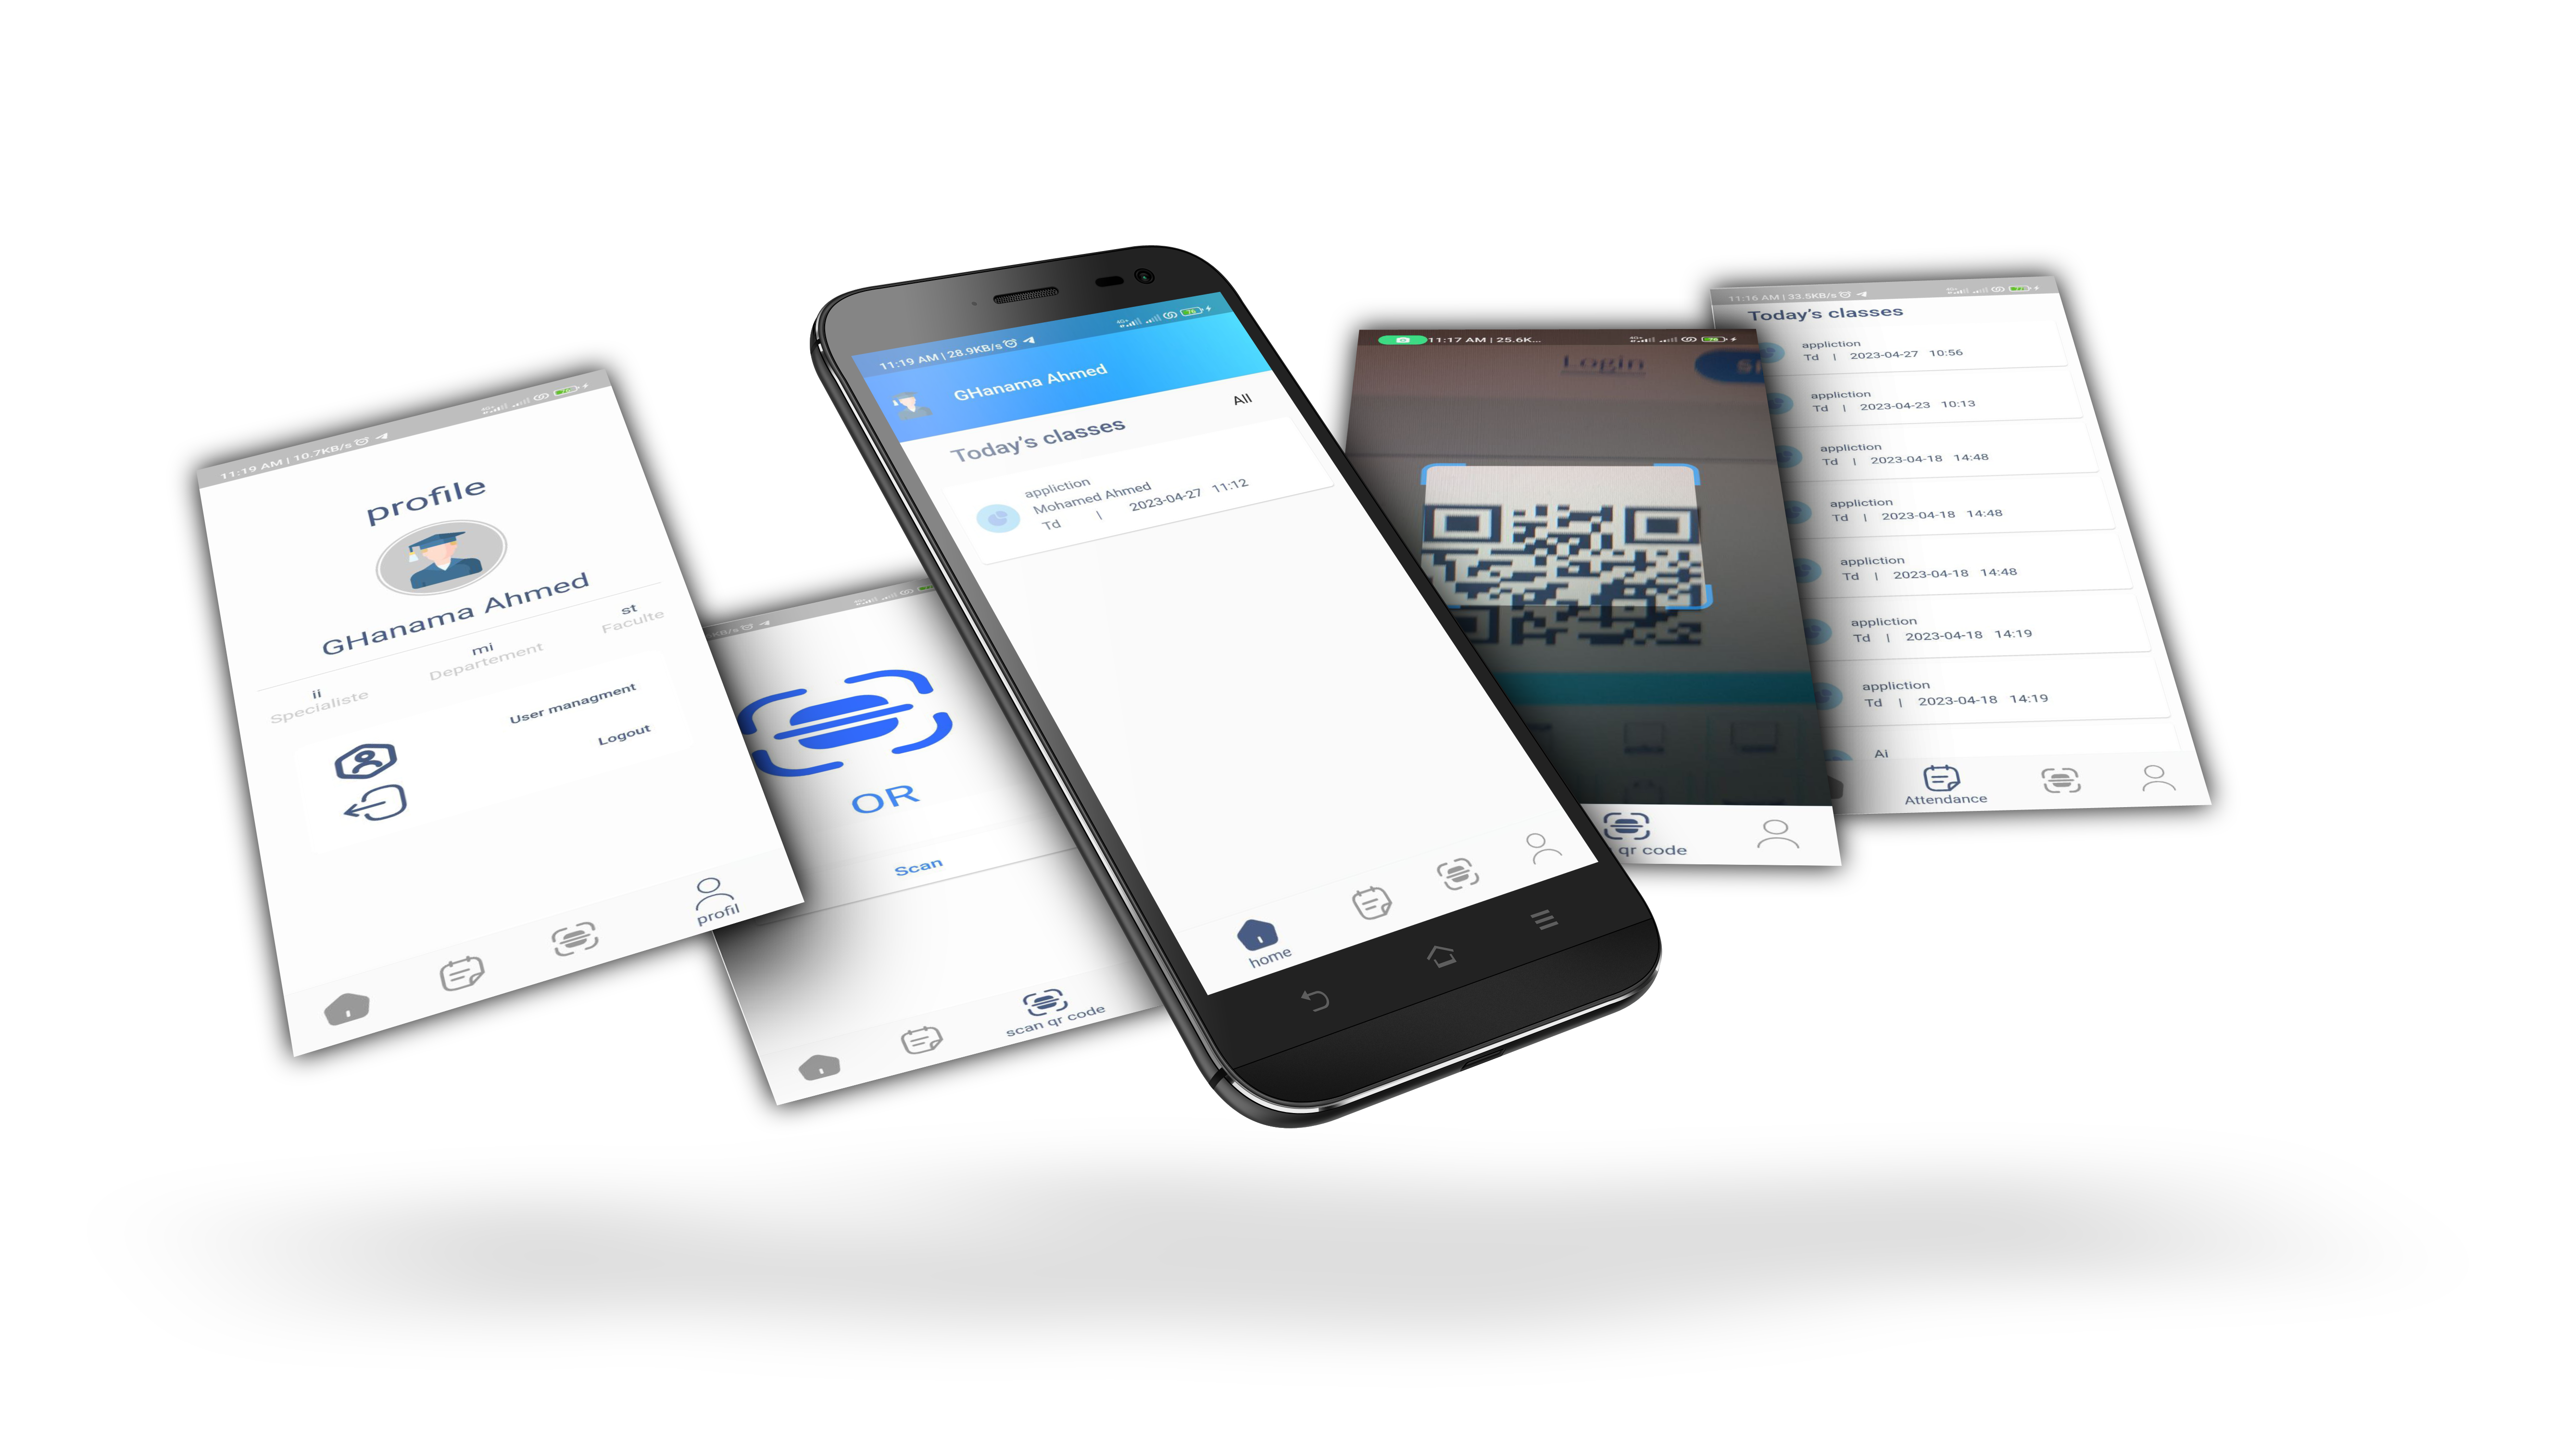 11:19 AM | 10.7KB/s
profile
GHanama Ahmed
ii
Specialiste
mi
Departement
st
Faculte
User managment
Logout
profil
KB/s
OR
Scan
scan qr code
11:19 AM | 28.9KB/s
4G+
76
GHanama Ahmed
All
Today's classes
appliction
Mohamed Ahmed
Td | 2023-04-27 11:12
home
11:17 AM | 25.6K...
Login
qr code
11:16 AM | 33.5KB/s
Today's classes
appliction
Td | 2023-04-27 10:56
appliction
Td | 2023-04-23 10:13
appliction
Td | 2023-04-18 14:48
appliction
Td | 2023-04-18 14:48
appliction
Td | 2023-04-18 14:48
appliction
Td | 2023-04-18 14:19
appliction
Td | 2023-04-18 14:19
Ai
Attendance